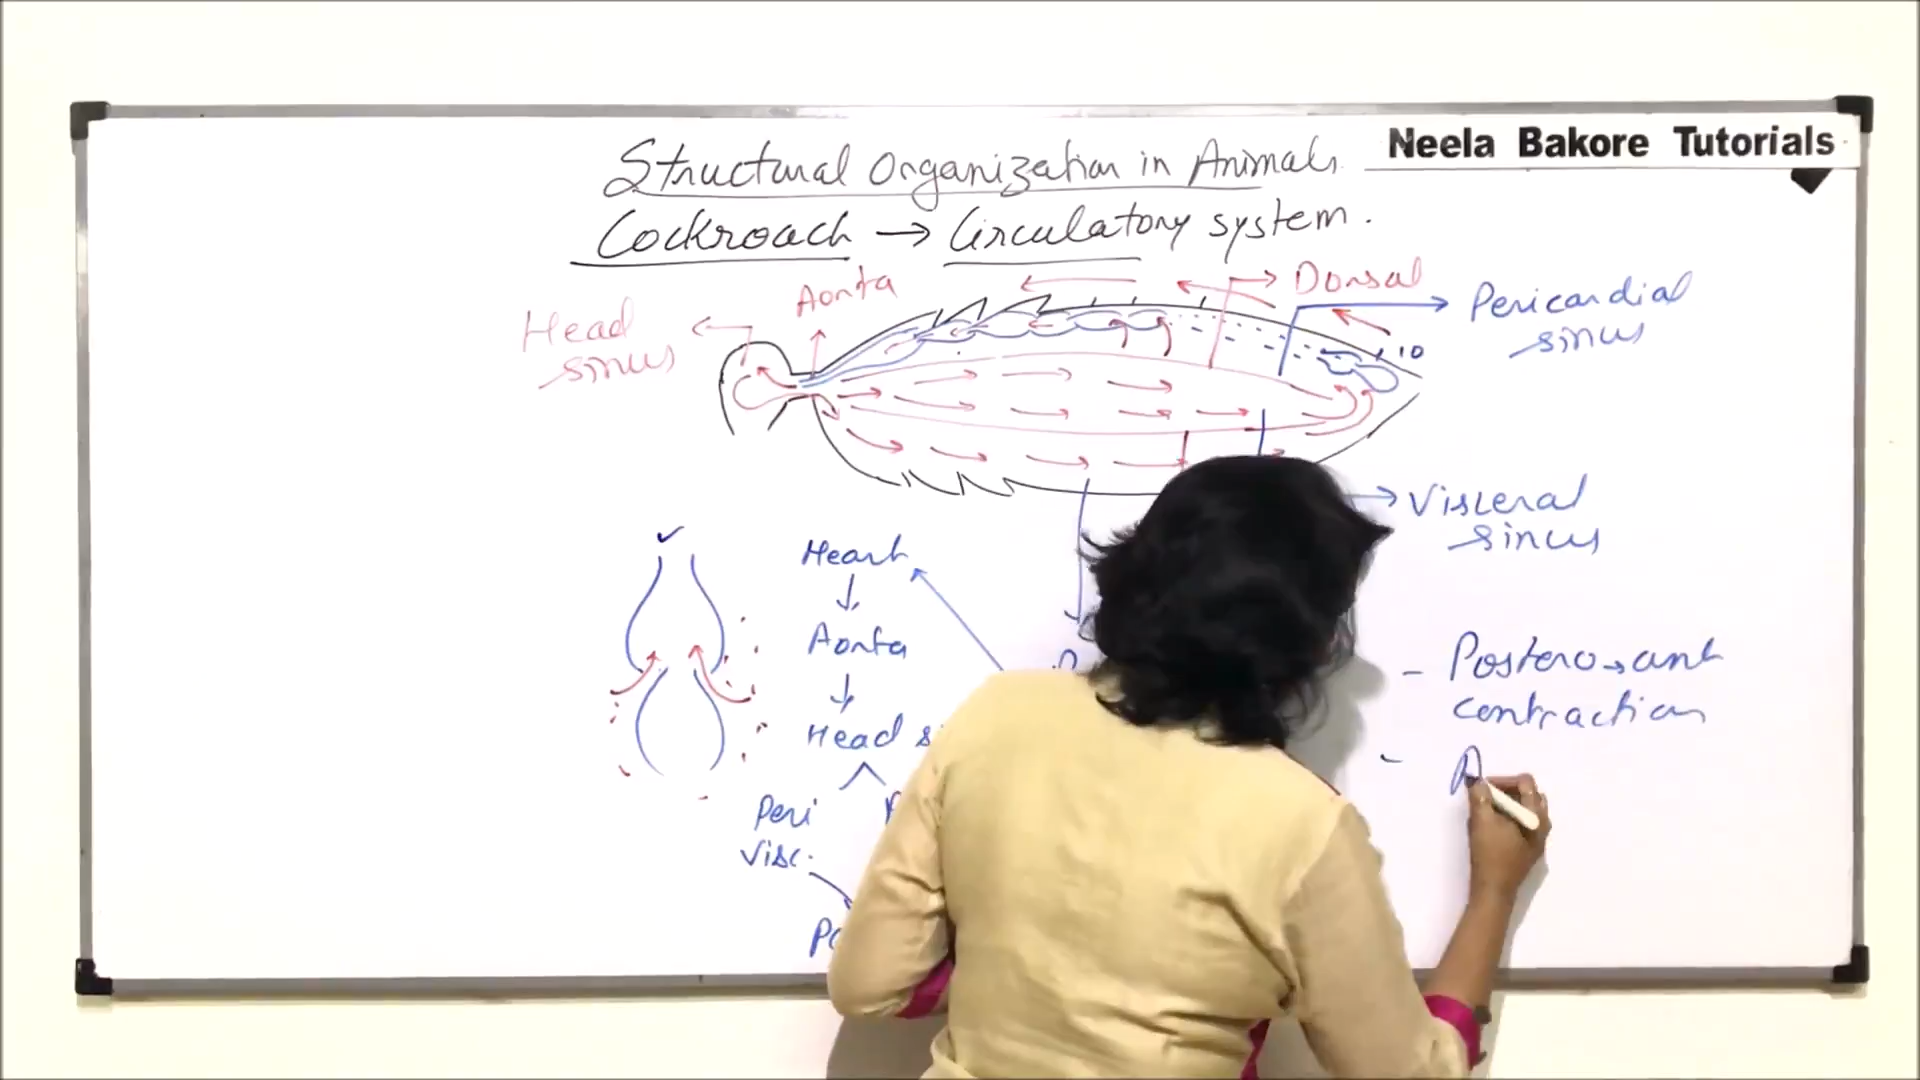 Neela Bakore Tutorials
Structural Organization in Animals
Cockroach → Circulatory system.
Aorta
Dorsal
Pericardial
sinus
Head
sinus
10
Visceral
sinus
Heart
Aorta
Head
Peri
Visc.
- Postero → ant
contraction
-